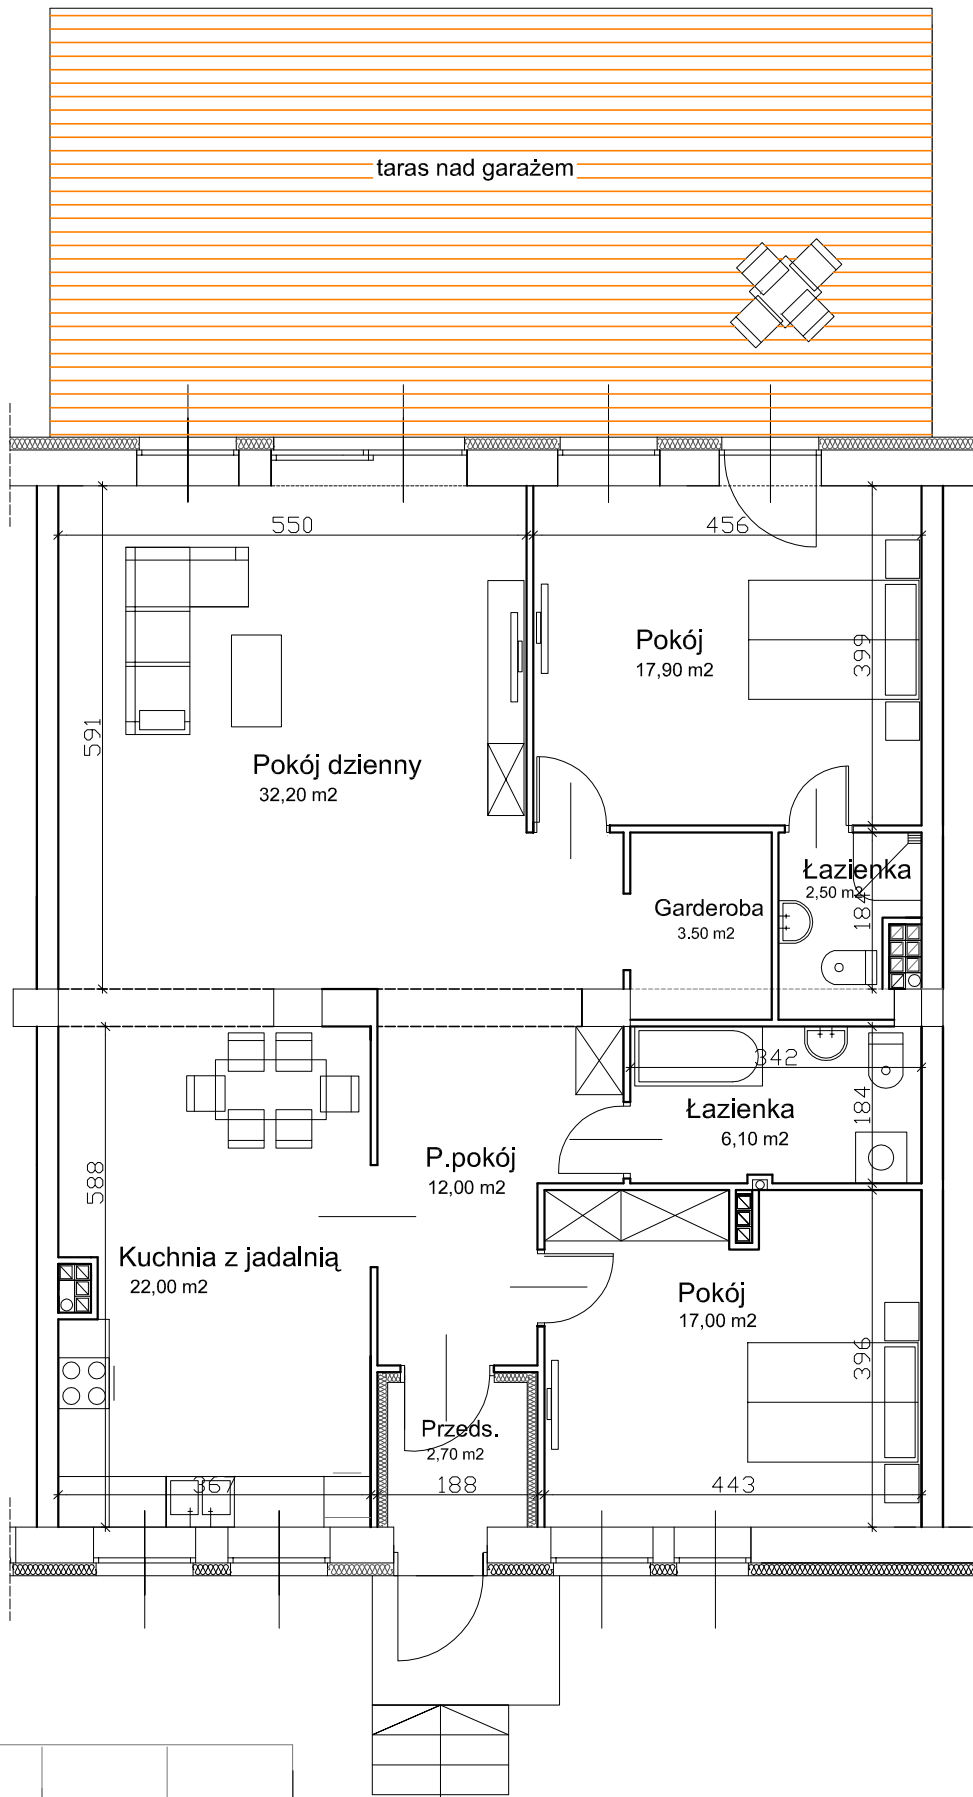 taras nad garażem
550
456
Pokój
17,90 m2
399
591
Pokój dzienny
32,20 m2
Łazienka
2,50 m2
184
Garderoba
3.50 m2
342
Łazienka
6,10 m2
184
P.pokój
12,00 m2
588
Kuchnia z jadalnią
22,00 m2
Pokój
17,00 m2
396
Przeds.
2,70 m2
367
188
443